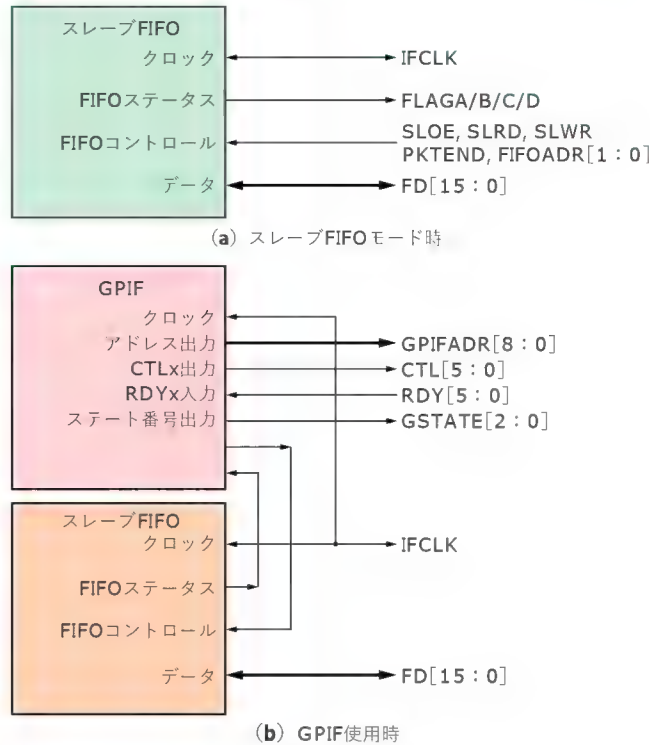 スレーブFIFO
クロック
IFCLK
FIFOステータス
FLAGA/B/C/D
FIFOコントロール
SLOE, SLRD, SLWR
PKTEND, FIFOADR[1:0]
データ
FD[15:0]
(a) スレーブFIFOモード時
GPIF
クロック
アドレス出力
GPIFADR[8:0]
CTLx出力
CTL[5:0]
RDYx入力
RDY[5:0]
ステート番号出力
GSTATE[2:0]
スレーブFIFO
クロック
IFCLK
FIFOステータス
FIFOコントロール
データ
FD[15:0]
(b) GPIF使用時